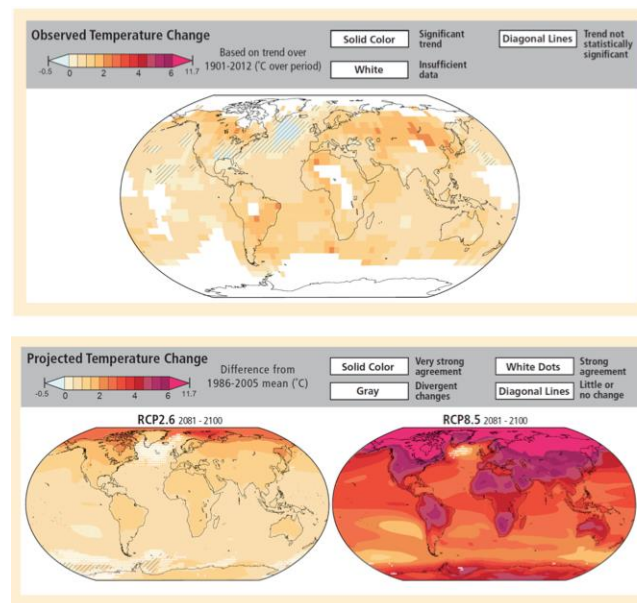 Observed Temperature Change
Based on trend over
1901-2012 (˚C over period)
-0.5 0 2 4 6 11.7
Solid Color
Significant
trend
White
Insufficient
data
Diagonal Lines
Trend not
statistically
significant
Projected Temperature Change
Difference from
1986-2005 mean (˚C)
-0.5 0 2 4 6 11.7
Solid Color
Very strong
agreement
Gray
Divergent
changes
White Dots
Strong
agreement
Diagonal Lines
Little or
no change
RCP2.6 2081 - 2100
RCP8.5 2081 - 2100